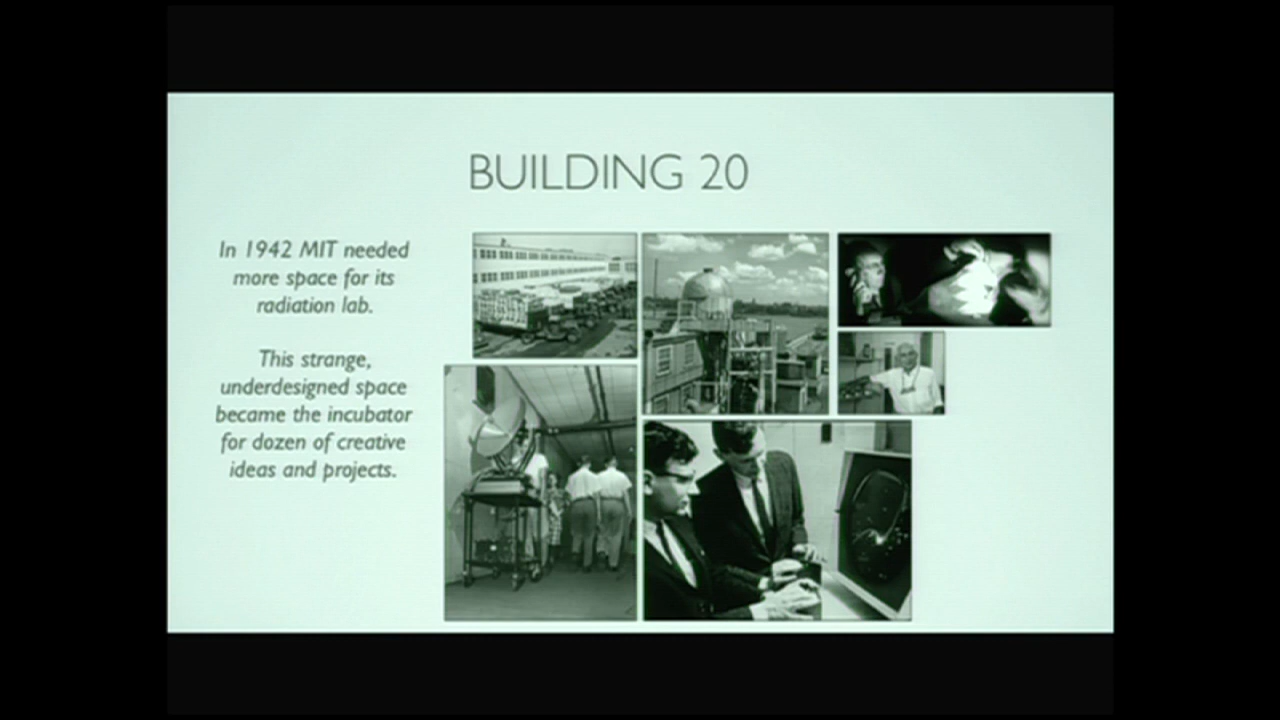 BUILDING 20
In 1942 MIT needed
more space for its
radiation lab.
This strange,
underdesigned space
became the incubator
for dozen of creative
ideas and projects.